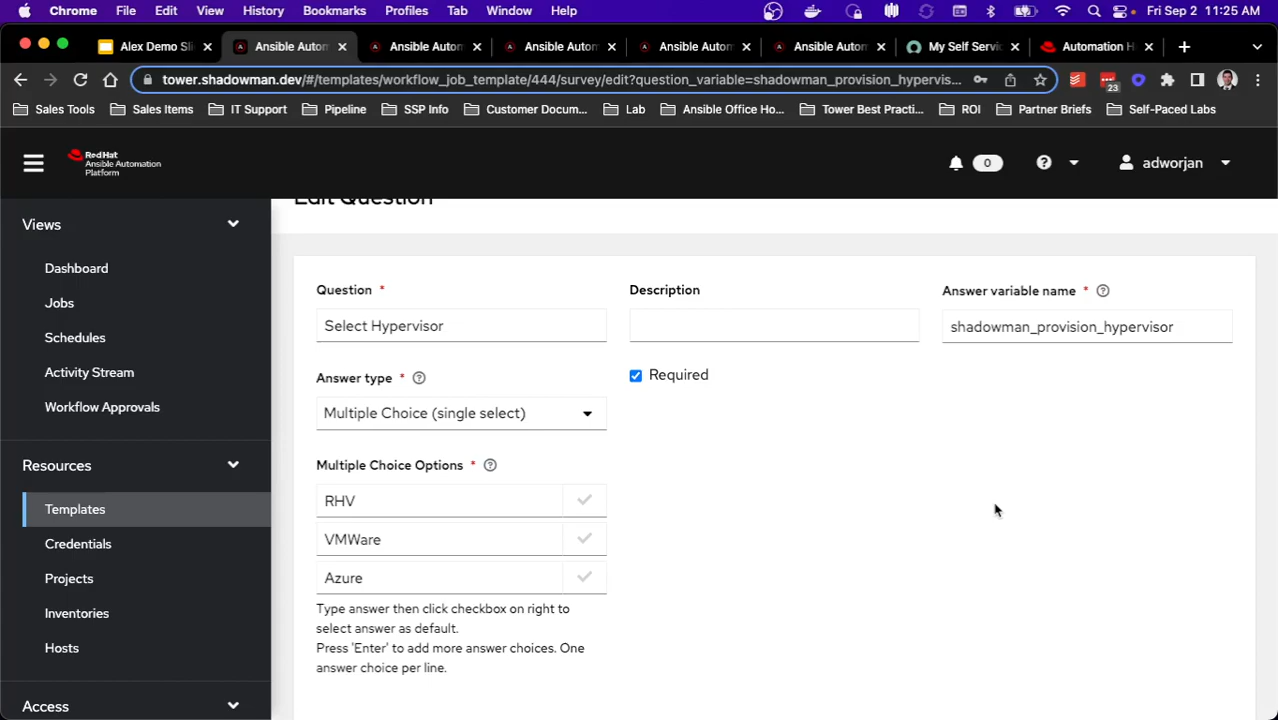 Chrome File Edit View History Bookmarks Profiles Tab Window Help Fri Sep 2 11:25 AM
Alex Demo Sli Ansible Autom Ansible Autom Ansible Autom Ansible Autom Ansible Autom My Self Servic Automation H
tower.shadowman.dev/#/templates/workflow_job_template/444/survey/edit?question_variable=shadowman_provision_hypervis...
23
Sales Tools Sales Items IT Support Pipeline SSP Info Customer Docum... Lab Ansible Office Ho... Tower Best Practi... ROI Partner Briefs Self-Paced Labs
Red Hat
Ansible Automation
Platform
0 adworjan
Edit Question
Views
Dashboard
Jobs
Schedules
Activity Stream
Workflow Approvals
Resources
Templates
Credentials
Projects
Inventories
Hosts
Access
Question *
Select Hypervisor
Description
Answer variable name *
shadowman_provision_hypervisor
Answer type *
Multiple Choice (single select)
Required
Multiple Choice Options *
RHV
VMWare
Azure
Type answer then click checkbox on right to
select answer as default.
Press 'Enter' to add more answer choices. One
answer choice per line.